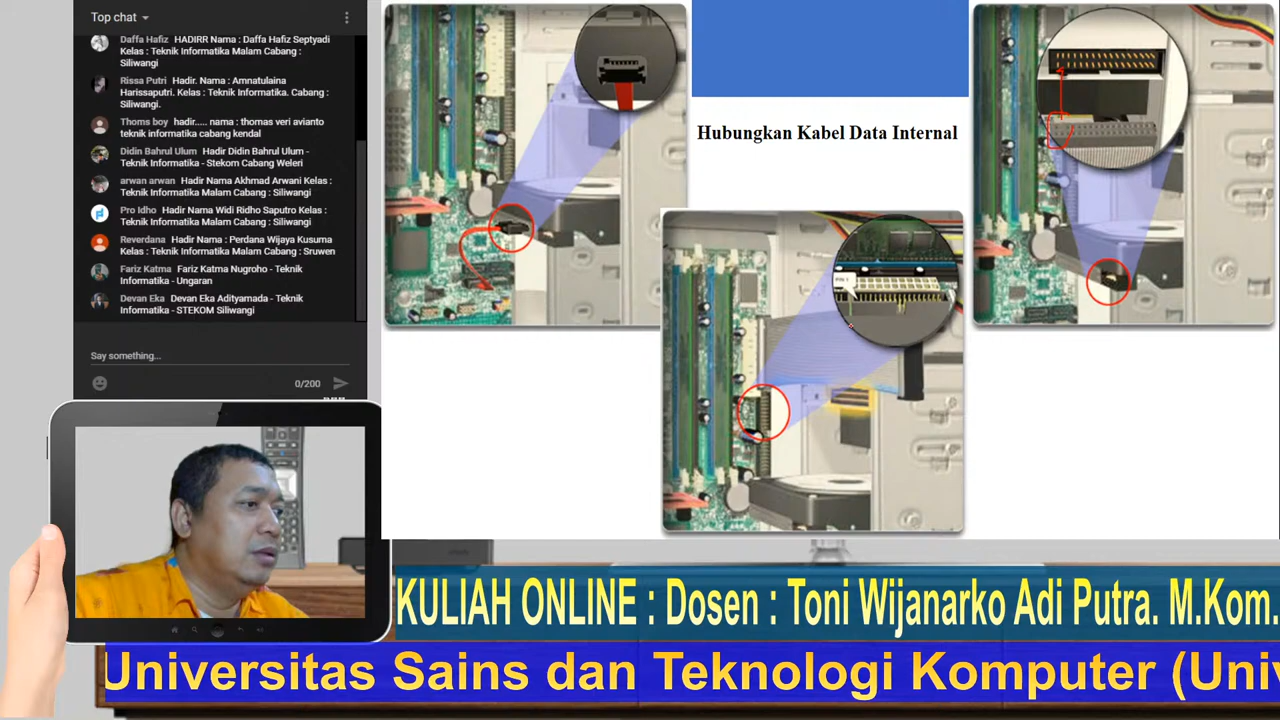 Top chat
Daffa Hafiz HADIRR Nama : Daffa Hafiz Septyadi
Kelas : Teknik Informatika Malam Cabang :
Siliwangi
Rissa Putri Hadir. Nama : Amnatulaina
Harissaputri. Kelas : Teknik Informatika. Cabang :
Siliwangi.
Thoms boy hadir..... nama : thomas veri avianto
teknik informatika cabang kendal
Didin Bahrul Ulum Hadir Didin Bahrul Ulum -
Teknik Informatika - Stekom Cabang Weleri
arwan arwan Hadir Nama Akhmad Arwani Kelas :
Teknik Informatika Malam Cabang : Siliwangi
Pro Idho Hadir Nama Widi Ridho Saputro Kelas :
Teknik Informatika Malam Cabang : Siliwangi
Reverdana Hadir Nama : Perdana Wijaya Kusuma
Kelas : Teknik Informatika Malam Cabang : Sruwen
Fariz Katma Fariz Katma Nugroho - Teknik
Informatika - Ungaran
Devan Eka Devan Eka Adityamada - Teknik
Informatika - STEKOM Siliwangi
Say something...
0/200
Hubungkan Kabel Data Internal
PIN 1
KULIAH ONLINE : Dosen : Toni Wijanarko Adi Putra. M.Kom.
Universitas Sains dan Teknologi Komputer (Univ